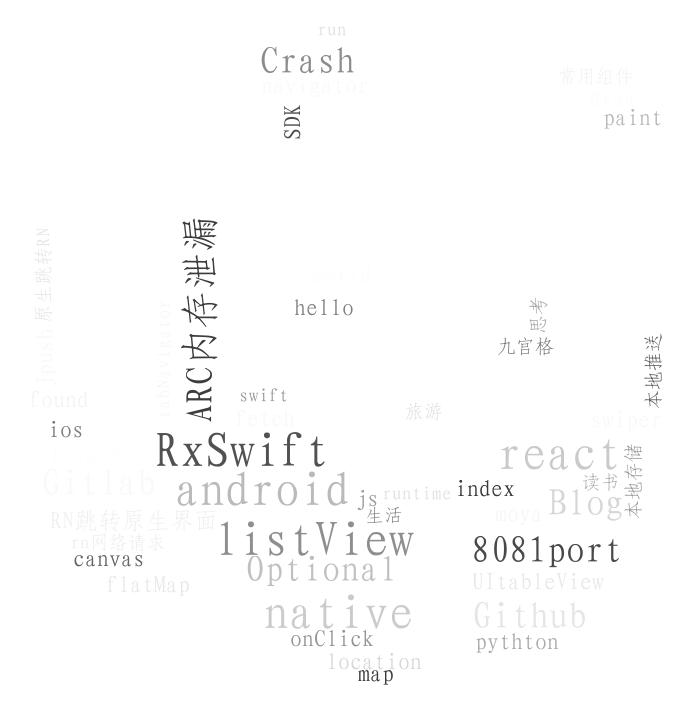 run
Crash
navigator
常用组件
SDK
paint
ARC内存泄漏
jpush原生跳转RN
hello
思考
九宫格
本地推送
tabNavigator
swift
found
旅游
fetch
swiper
ios
RxSwift
react
本地存储
Gitlab
android
读书
js
runtime
index
Blog
生活
moya
RN跳转原生界面
listView
rn网络请求
8081port
canvas
Optional
flatMap
UItableView
native
Github
onClick
pythton
location
map